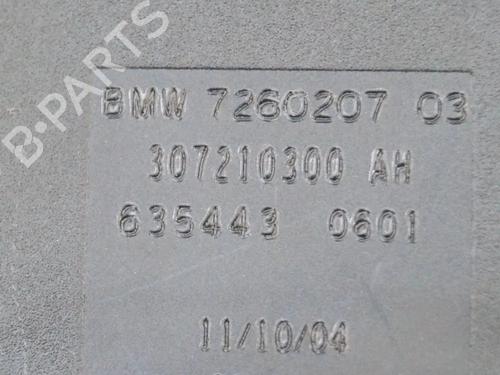 B-PARTS
BMW 7260207 03
307210300 AH
635443 0601
11/10/04